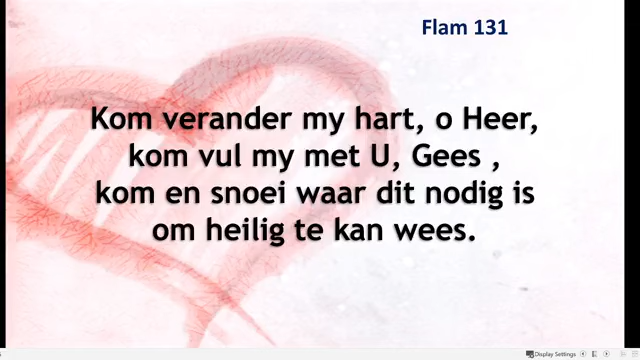 Flam 131
Kom verander my hart, o Heer,
kom vul my met U, Gees ,
kom en snoei waar dit nodig is
om heilig te kan wees.
Display Settings